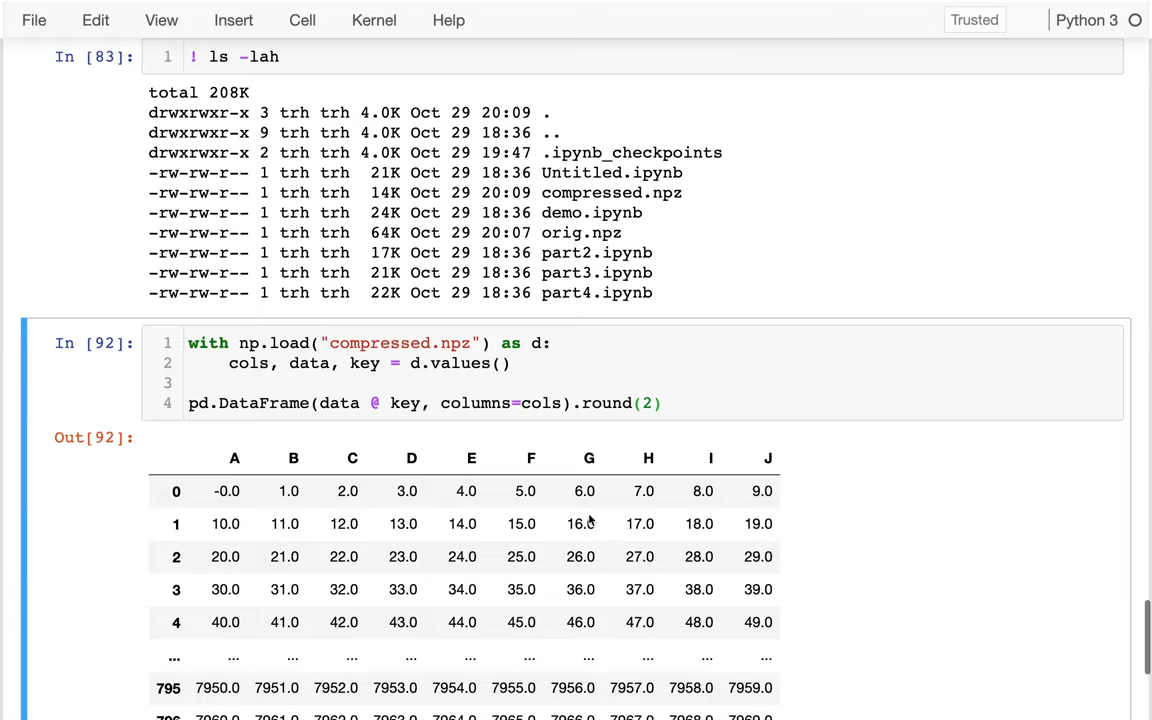 File Edit View Insert Cell Kernel Help Trusted Python 3
In [83]: 1 ! ls -lah
total 208K
drwxrwxr-x 3 trh trh 4.0K Oct 29 20:09 .
drwxrwxr-x 9 trh trh 4.0K Oct 29 18:36 ..
drwxrwxr-x 2 trh trh 4.0K Oct 29 19:47 .ipynb_checkpoints
-rw-rw-r-- 1 trh trh 21K Oct 29 18:36 Untitled.ipynb
-rw-rw-r-- 1 trh trh 14K Oct 29 20:09 compressed.npz
-rw-rw-r-- 1 trh trh 24K Oct 29 18:36 demo.ipynb
-rw-rw-r-- 1 trh trh 64K Oct 29 20:07 orig.npz
-rw-rw-r-- 1 trh trh 17K Oct 29 18:36 part2.ipynb
-rw-rw-r-- 1 trh trh 21K Oct 29 18:36 part3.ipynb
-rw-rw-r-- 1 trh trh 22K Oct 29 18:36 part4.ipynb
In [92]: 1 with np.load("compressed.npz") as d:
2 cols, data, key = d.values()
3
4 pd.DataFrame(data @ key, columns=cols).round(2)
Out[92]:
A B C D E F G H I J
0 -0.0 1.0 2.0 3.0 4.0 5.0 6.0 7.0 8.0 9.0
1 10.0 11.0 12.0 13.0 14.0 15.0 16.0 17.0 18.0 19.0
2 20.0 21.0 22.0 23.0 24.0 25.0 26.0 27.0 28.0 29.0
3 30.0 31.0 32.0 33.0 34.0 35.0 36.0 37.0 38.0 39.0
4 40.0 41.0 42.0 43.0 44.0 45.0 46.0 47.0 48.0 49.0
... ... ... ... ... ... ... ... ... ... ...
795 7950.0 7951.0 7952.0 7953.0 7954.0 7955.0 7956.0 7957.0 7958.0 7959.0